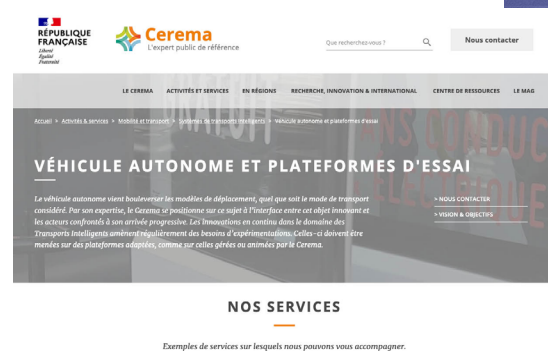 RÉPUBLIQUE
FRANÇAISE
Liberté
Égalité
Fraternité
Cerema
L'expert public de référence
Que recherchez-vous ?
Nous contacter
LE CEREMA ACTIVITÉS ET SERVICES EN RÉGIONS RECHERCHE, INNOVATION & INTERNATIONAL CENTRE DE RESSOURCES LE MAG
Accueil > Activités & services > Mobilité et transport > Systèmes de transports intelligents > Véhicule autonome et plateformes d'essai
GRATUIT
SANS CONDUC
ELECTRIQUE
VÉHICULE AUTONOME ET PLATEFORMES D'ESSAI
Le véhicule autonome vient bouleverser les modèles de déplacement, quel que soit le mode de transport
considéré. Par son expertise, le Cerema se positionne sur ce sujet à l'interface entre cet objet innovant et
les acteurs confrontés à son arrivée progressive. Les innovations en continu dans le domaine des
Transports Intelligents amènent régulièrement des besoins d'expérimentations. Celles-ci doivent être
menées sur des plateformes adaptées, comme sur celles gérées ou animées par le Cerema.
> NOUS CONTACTER
> VISION & OBJECTIFS
NOS SERVICES
Exemples de services sur lesquels nous pouvons vous accompagner.